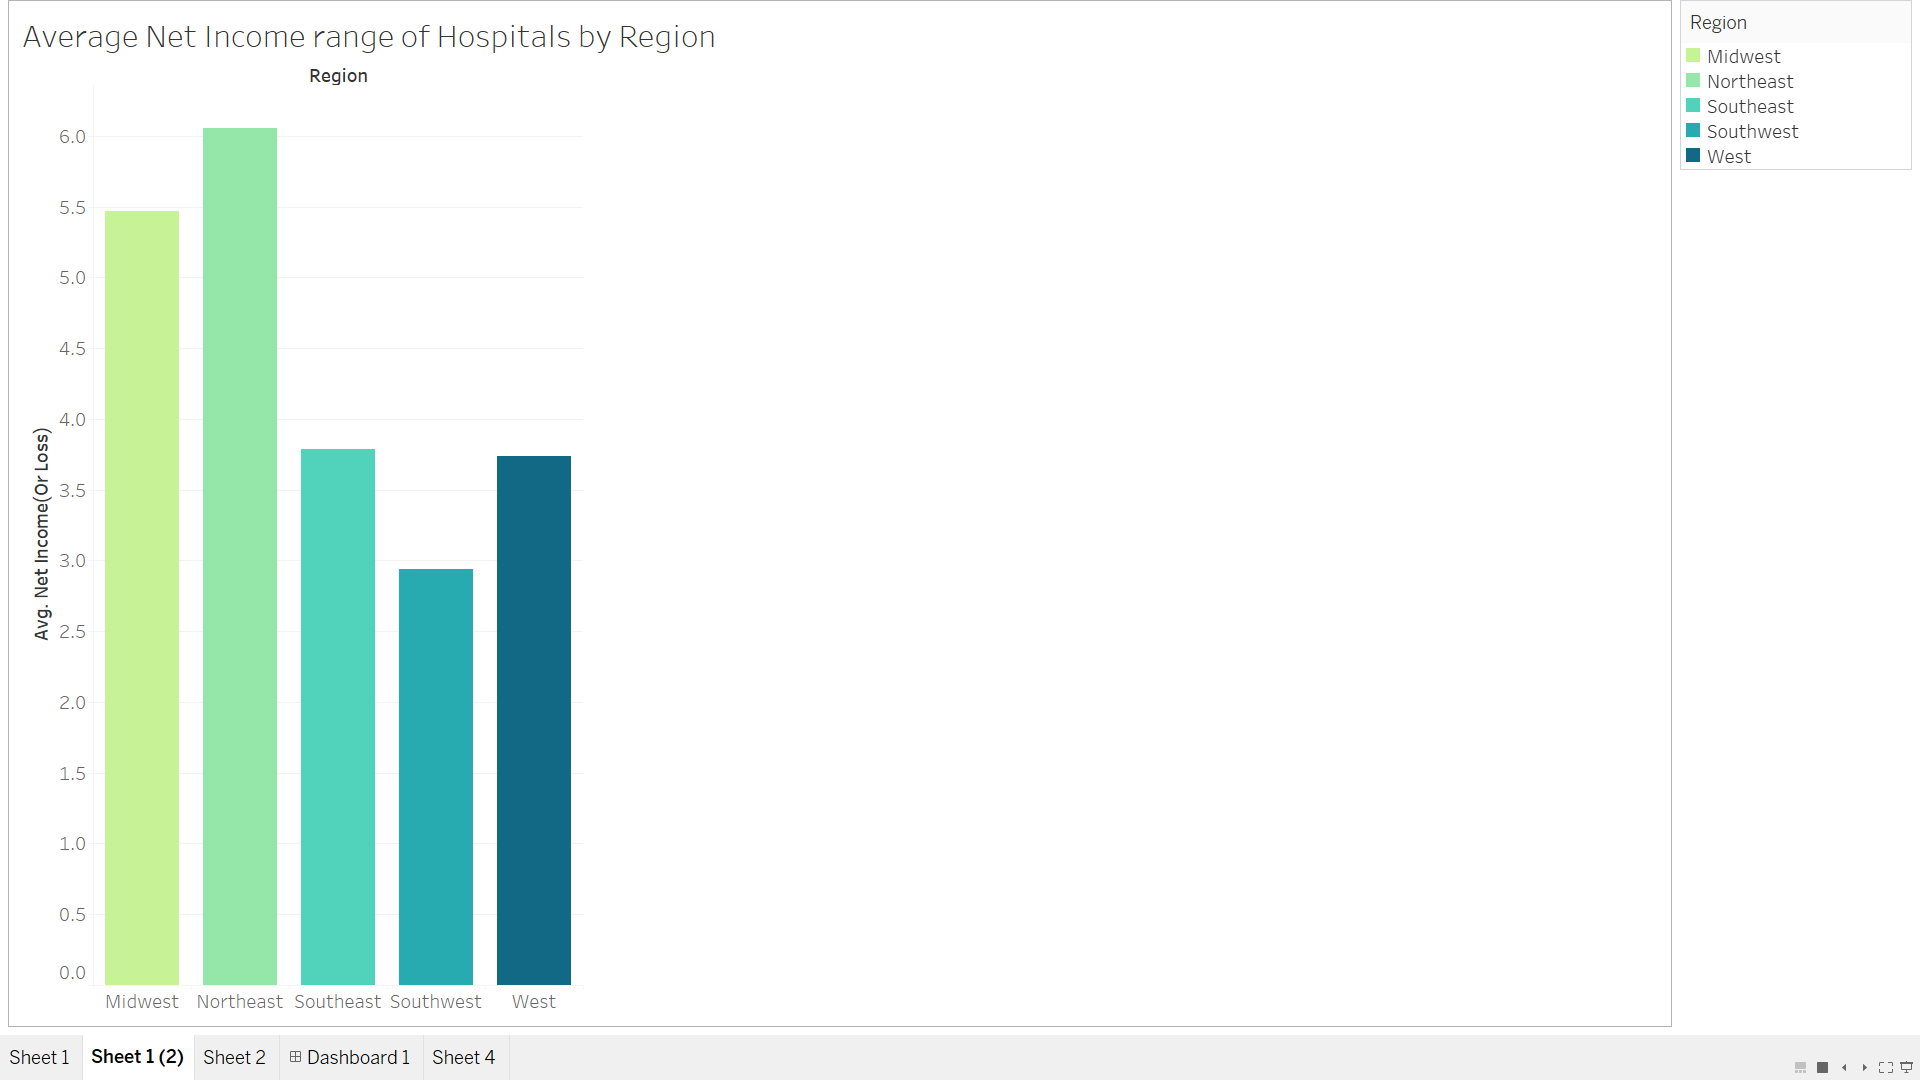 Average Net Income range of Hospitals by Region
Region
Avg. Net Income(Or Loss)
6.0
5.5
5.0
4.5
4.0
3.5
3.0
2.5
2.0
1.5
1.0
0.5
0.0
Midwest Northeast Southeast Southwest West
Region
Midwest
Northeast
Southeast
Southwest
West
Sheet 1 Sheet 1 (2) Sheet 2 Dashboard 1 Sheet 4